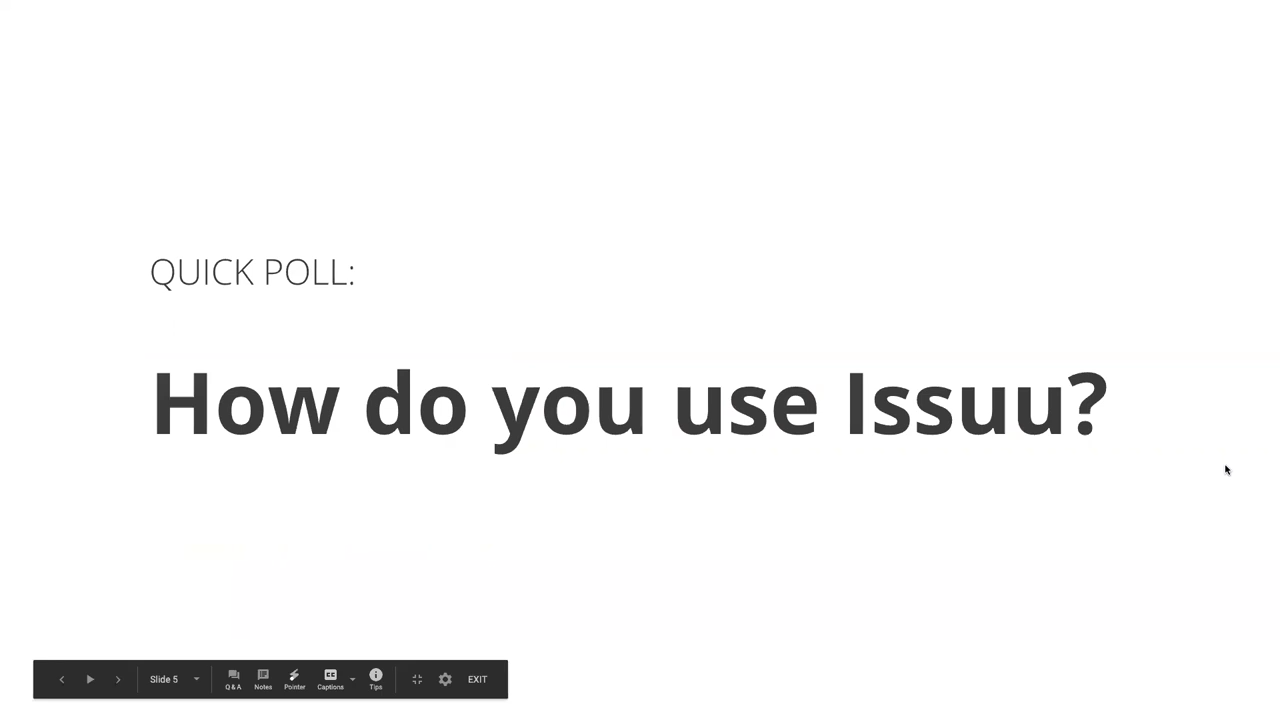 QUICK POLL:
How do you use Issuu?
Slide 5
Q & A
Notes
Pointer
Captions
Tips
EXIT